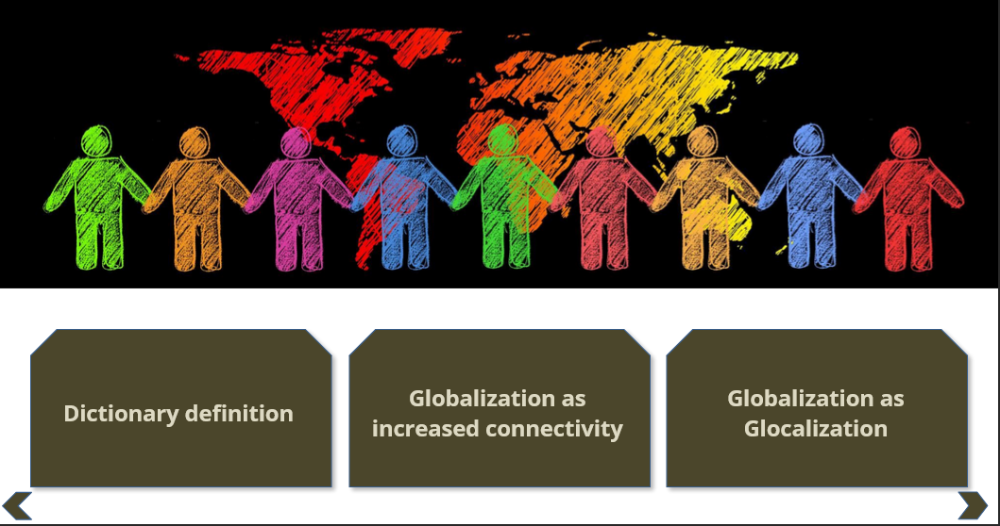 Dictionary definition
Globalization as
increased connectivity
Globalization as
Glocalization